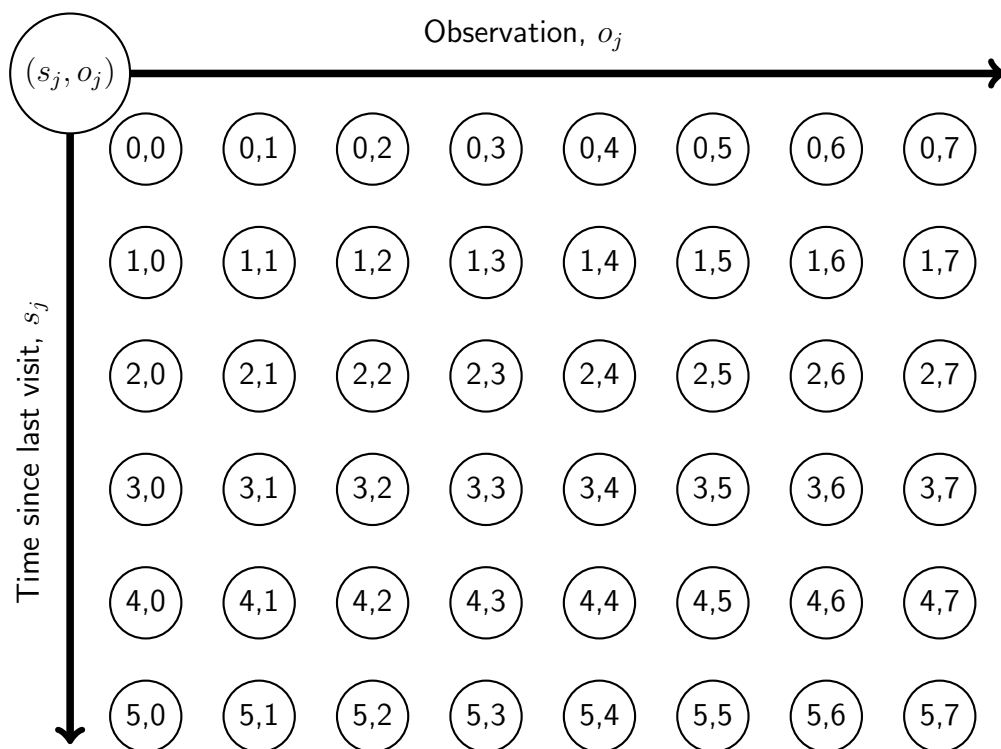 Observation, o_j
(s_j, o_j)
0,0 0,1 0,2 0,3 0,4 0,5 0,6 0,7
1,0 1,1 1,2 1,3 1,4 1,5 1,6 1,7
2,0 2,1 2,2 2,3 2,4 2,5 2,6 2,7
3,0 3,1 3,2 3,3 3,4 3,5 3,6 3,7
4,0 4,1 4,2 4,3 4,4 4,5 4,6 4,7
5,0 5,1 5,2 5,3 5,4 5,5 5,6 5,7
Time since last visit, s_j